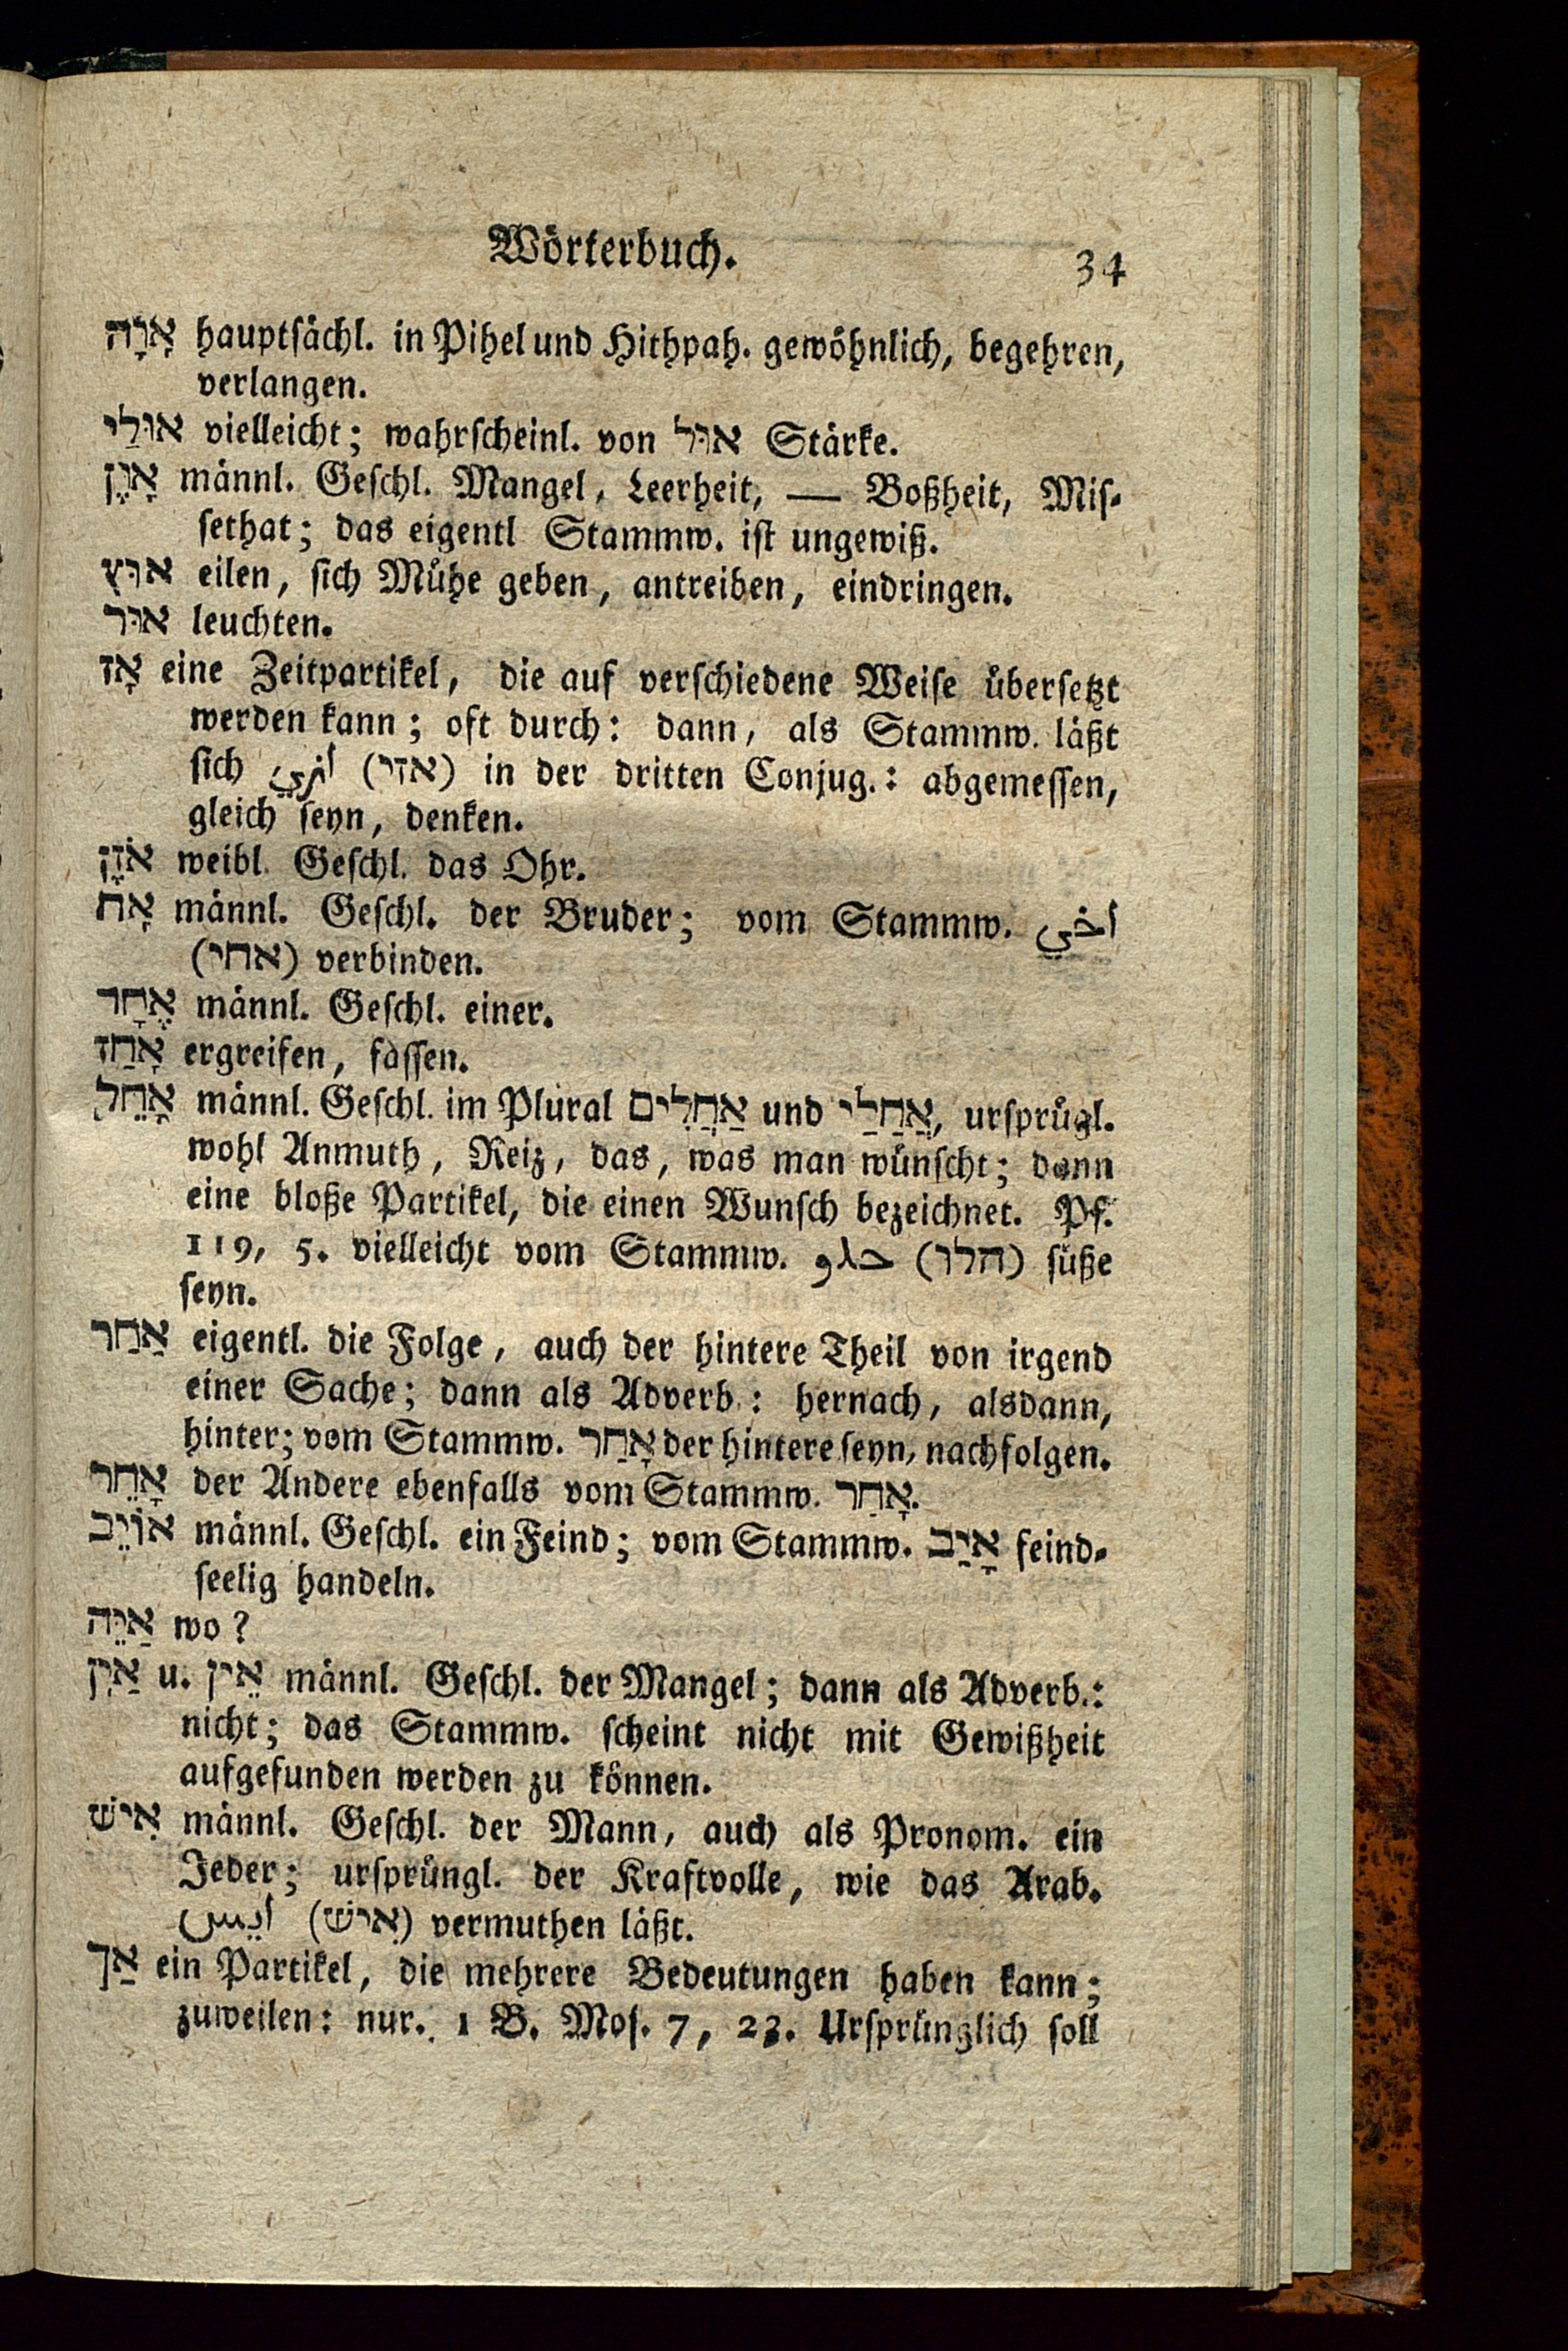 Wörterbuch.
34
אָוָה hauptsächl. in Pihel und Hithpah. gewöhnlich, begehren,
verlangen.
אוּלַי vielleicht; wahrscheinl. von אוּל Stärke.
אָוֶן männl. Geschl. Mangel, Leerheit, — Boßheit, Mis-
sethat; das eigentl Stammw. ist ungewiß.
אוּץ eilen, sich Mühe geben, antreiben, eindringen.
אוּר leuchten.
אָז eine Zeitpartikel, die auf verschiedene Weise übersetzt
werden kann; oft durch: dann, als Stammw. läßt
sich أزي (אזי) in der dritten Conjug.: abgemessen,
gleich seyn, denken.
אֹזֶן weibl. Geschl. das Ohr.
אָח männl. Geschl. der Bruder; vom Stammw. أخي
(אחי) verbinden.
אֶחָד männl. Geschl. einer.
אָחַז ergreifen, fassen.
אָחֵל männl. Geschl. im Plural אַחֲלִים und אֲחַלַי, ursprügl.
wohl Anmuth, Reiz, das, was man wünscht; dann
eine bloße Partikel, die einen Wunsch bezeichnet. Ps.
119, 5. vielleicht vom Stammw. حلو (חלו) süße
seyn.
אַחַר eigentl. die Folge, auch der hintere Theil von irgend
einer Sache; dann als Adverb.: hernach, alsdann,
hinter; vom Stammw. אָחַר der hintere seyn, nachfolgen.
אָחֵר der Andere ebenfalls vom Stammw. אָחַר.
אוֹיֵב männl. Geschl. ein Feind; vom Stammw. אָיַב feind-
seelig handeln.
אַיֵּה wo?
אַיִן u. אֵין männl. Geschl. der Mangel; dann als Adverb.:
nicht; das Stammw. scheint nicht mit Gewißheit
aufgefunden werden zu können.
אִישׁ männl. Geschl. der Mann, auch als Pronom. ein
Jeder; ursprüngl. der Kraftvolle, wie das Arab.
أيس (אִישׁ) vermuthen läßt.
אַךְ ein Partikel, die mehrere Bedeutungen haben kann;
zuweilen: nur. 1 B. Mos. 7, 23. Ursprünglich soll